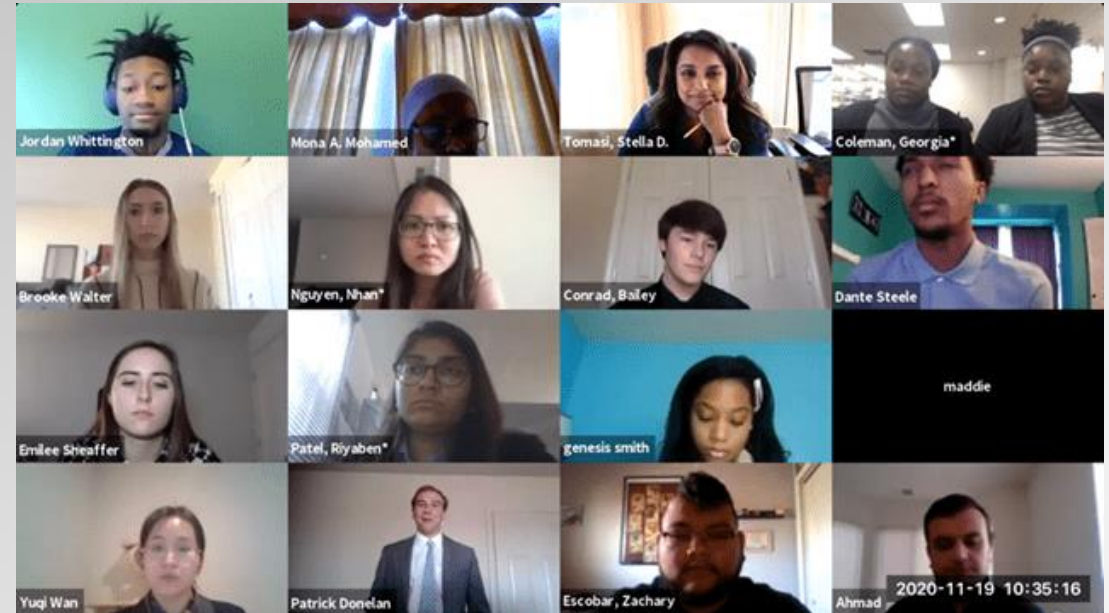 Jordan Whittington
Mona A. Mohamed
Tomasi, Stella D.
Coleman, Georgia*
Brooke Walter
Nguyen, Nhan*
Conrad, Bailey
Dante Steele
Emilee Sheaffer
Patel, Riyaben*
genesis smith
maddie
Yuqi Wan
Patrick Donelan
Escobar, Zachary
Ahmad
2020-11-19 10:35:16